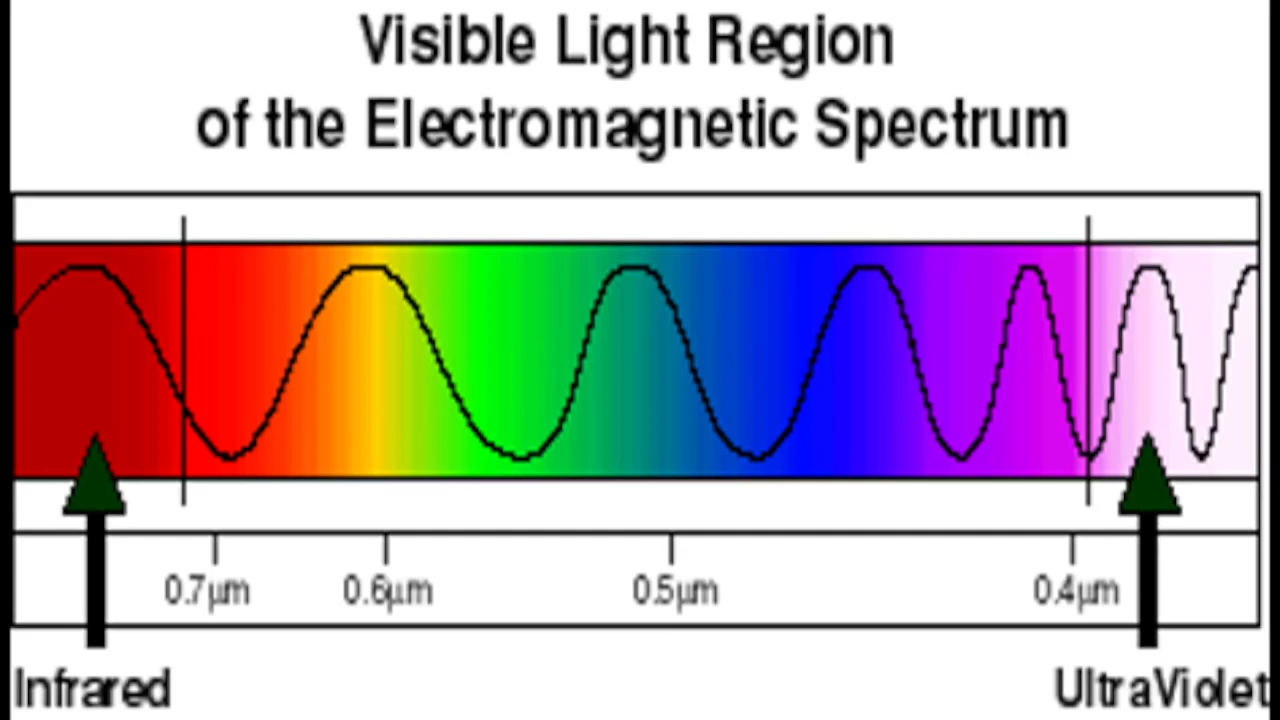 Visible Light Region
of the Electromagnetic Spectrum
0.7μm 0.6μm 0.5μm 0.4μm
Infrared UltraViolet